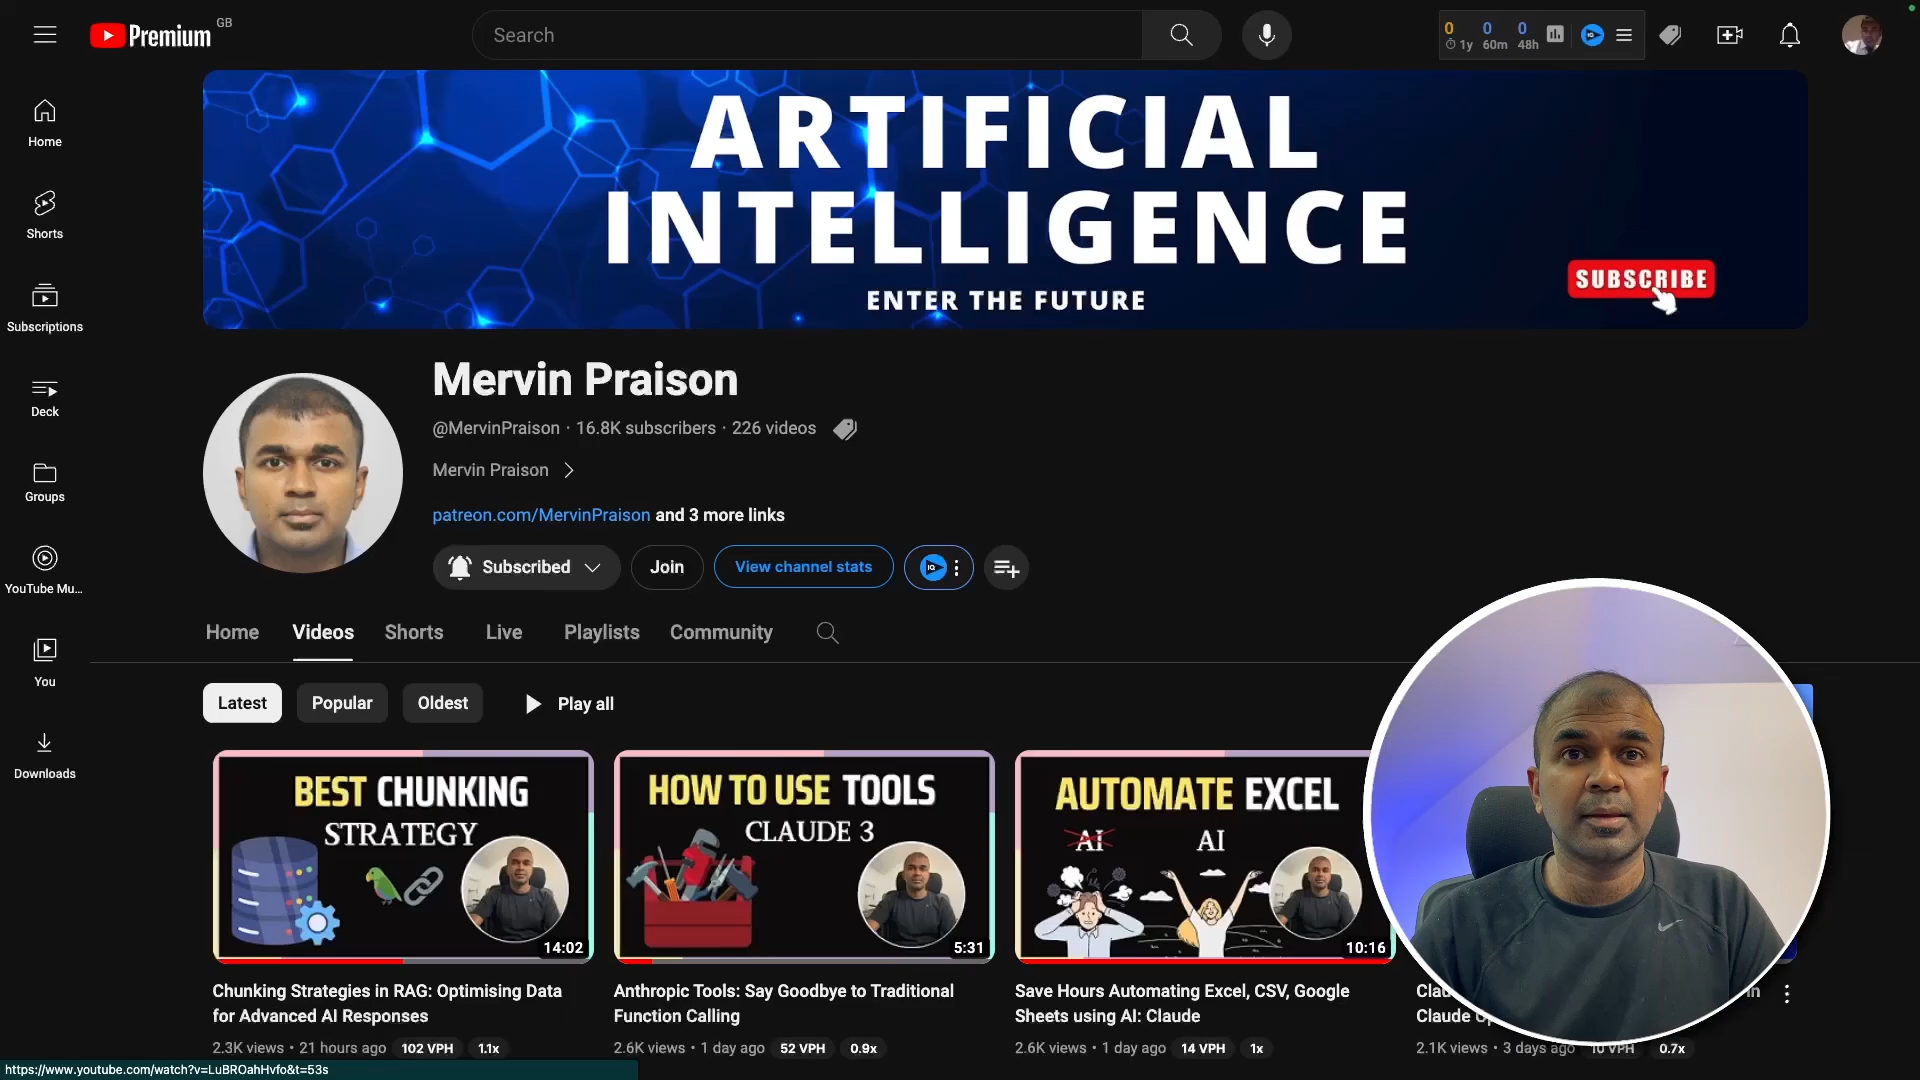 Premium GB
Search
0 0 0
1y 60m 48h
Home
Shorts
Subscriptions
Deck
Groups
YouTube Mu...
You
Downloads
ARTIFICIAL
INTELLIGENCE
ENTER THE FUTURE
SUBSCRIBE
Mervin Praison
@MervinPraison · 16.8K subscribers · 226 videos
Mervin Praison
patreon.com/MervinPraison and 3 more links
Subscribed Join View channel stats IQ
Home Videos Shorts Live Playlists Community
Latest Popular Oldest Play all
BEST CHUNKING
STRATEGY
14:02
Chunking Strategies in RAG: Optimising Data
for Advanced AI Responses
2.3K views • 21 hours ago 102 VPH 1.1x
HOW TO USE TOOLS
CLAUDE 3
5:31
Anthropic Tools: Say Goodbye to Traditional
Function Calling
2.6K views • 1 day ago 52 VPH 0.9x
AUTOMATE EXCEL
AI AI
10:16
Save Hours Automating Excel, CSV, Google
Sheets using AI: Claude
2.6K views • 1 day ago 14 VPH 1x
Claude
2.1K views • 3 days ago 10 VPH 0.7x
https://www.youtube.com/watch?v=LuBROahHvfo&t=53s